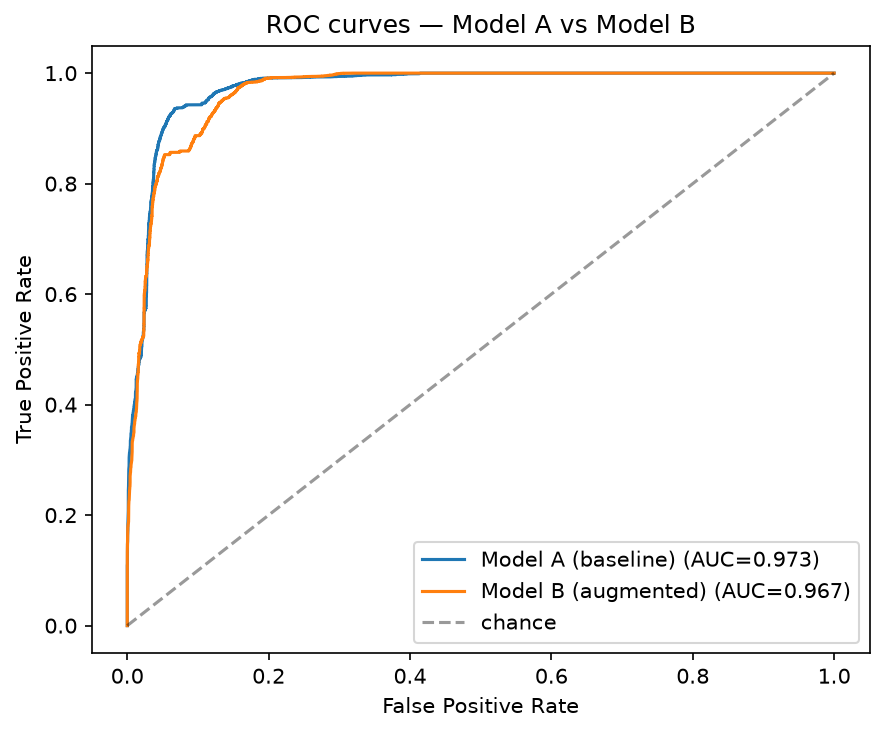 ROC curves — Model A vs Model B
True Positive Rate
1.0
0.8
0.6
0.4
0.2
0.0
0.0 0.2 0.4 0.6 0.8 1.0
False Positive Rate
Model A (baseline) (AUC=0.973)
Model B (augmented) (AUC=0.967)
chance